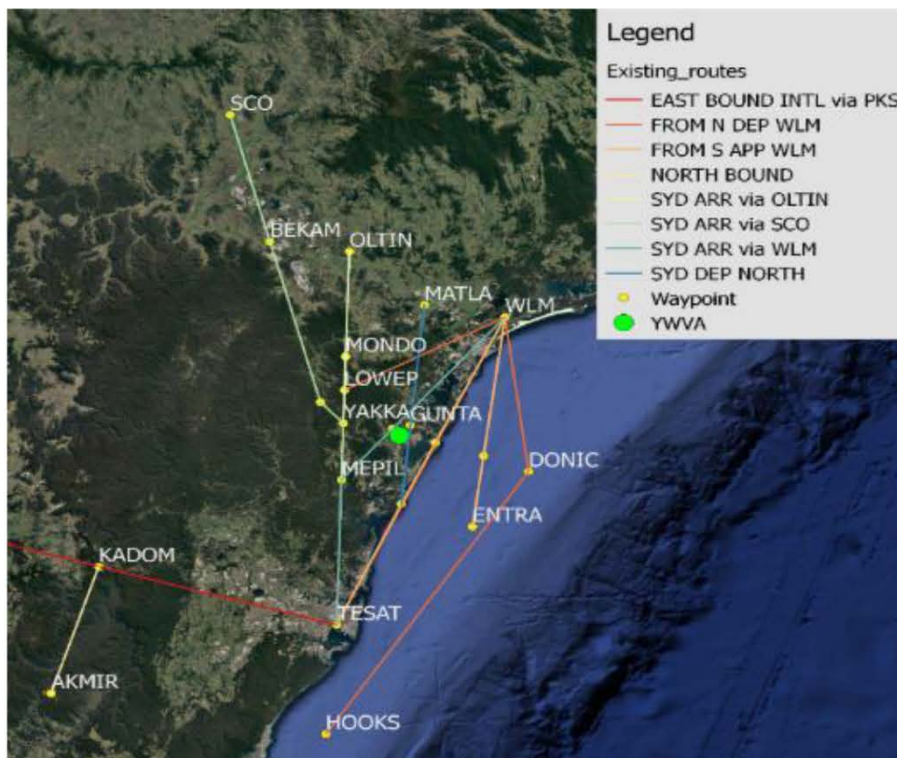 Legend
Existing_routes
EAST BOUND INTL via PKS
FROM N DEP WLM
FROM S APP WLM
NORTH BOUND
SYD ARR via OLTIN
SYD ARR via SCO
SYD ARR via WLM
SYD DEP NORTH
Waypoint
YWVA
SCO
BEKAM
OLTIN
MATLA
WLM
MONDO
LOWEP
YAKKA
GUNTA
MEPIL
DONIC
ENTRA
KADOM
TESAT
AKMIR
HOOKS